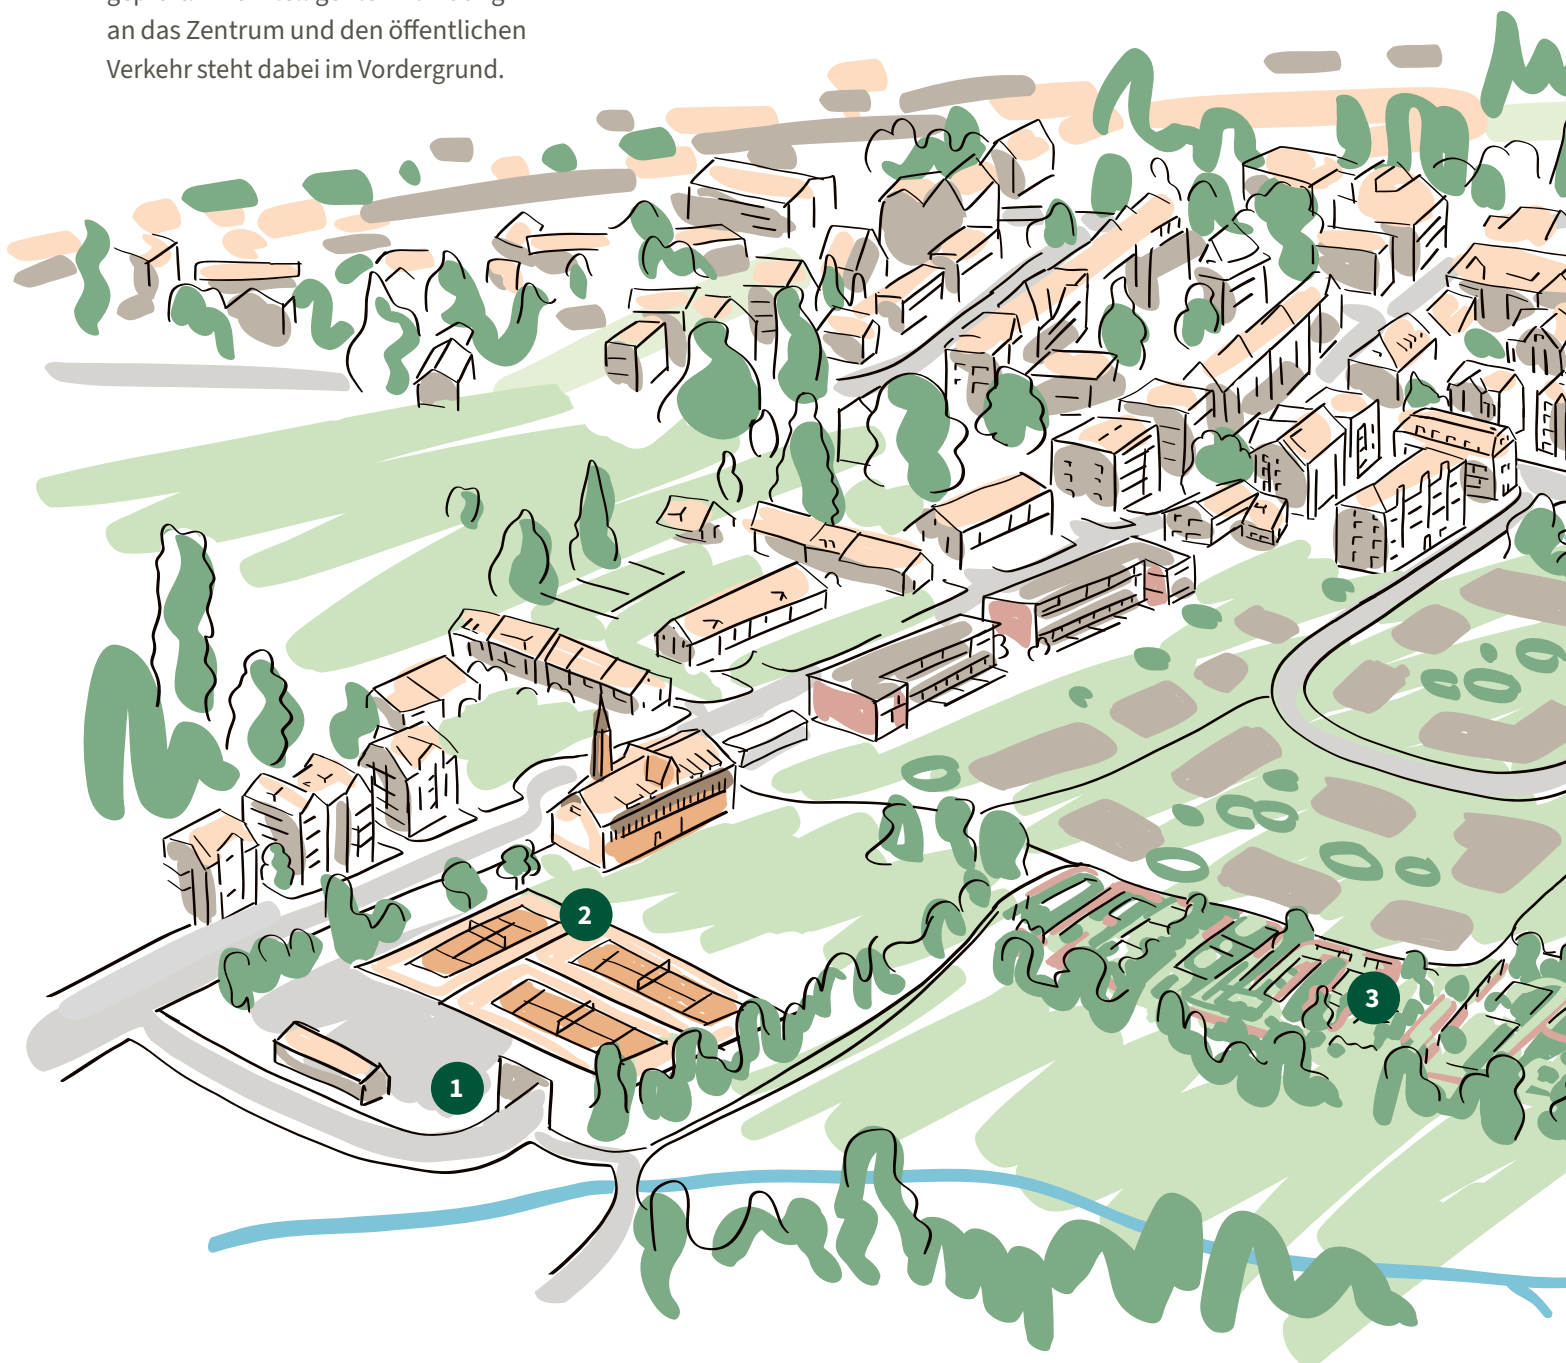 an das Zentrum und den öffentlichen
Verkehr steht dabei im Vordergrund.
2
3
1